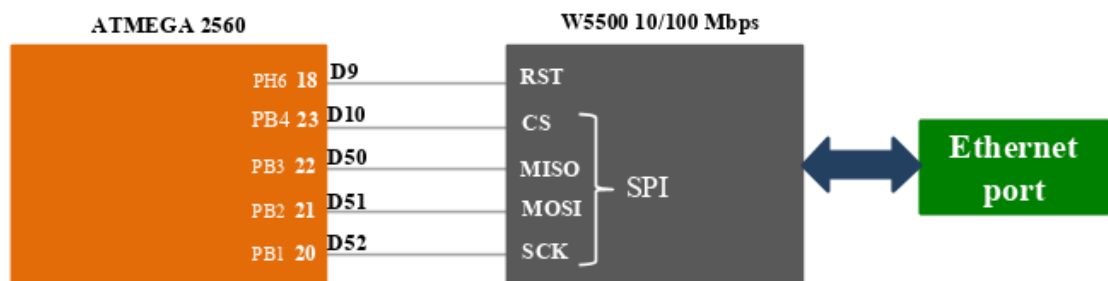 ATMEGA 2560
W5500 10/100 Mbps
PH6 18 D9 RST
PB4 23 D10 CS
PB3 22 D50 MISO
PB2 21 D51 MOSI
PB1 20 D52 SCK
SPI
Ethernet
port